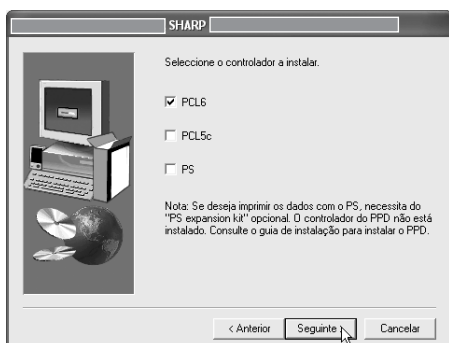 SHARP
Seleccione o controlador a instalar.
PCL6
PCL5c
PS
Nota: Se deseja imprimir os dados com o PS, necessita do
"PS expansion kit" opcional. O controlador do PPD não está
instalado. Consulte o guia de instalação para instalar o PPD.
< Anterior
Seguinte >
Cancelar